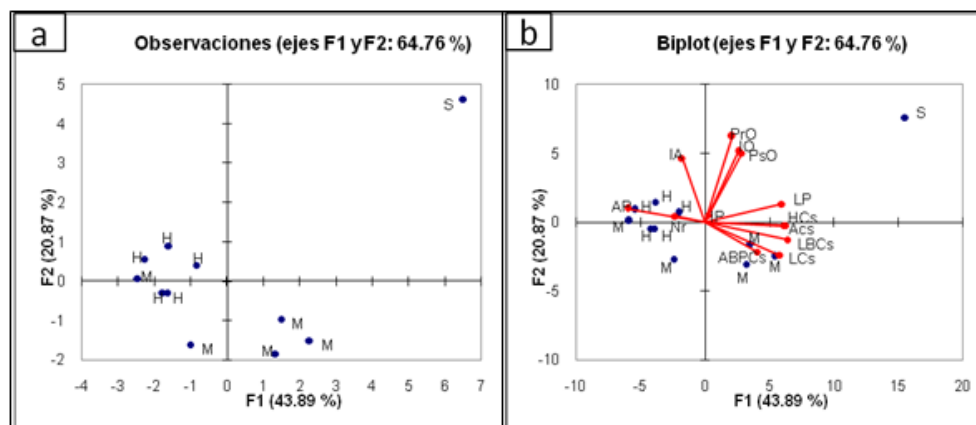 a
Observaciones (ejes F1 y F2: 64.76 %)
5
4
3
2
1
0
-1
-2
-4
-3
-2
-1
0
1
2
3
4
5
6
7
F2 (20.87 %)
F1 (43.89 %)
S
H
H
H
M
H
H
M
M
M
M
b
Biplot (ejes F1 y F2: 64.76 %)
10
5
0
-5
-10
-10
-5
0
5
10
15
20
F2 (20.87 %)
F1 (43.89 %)
S
PrO
IO
PsO
IA
LP
H
AP
H
H
HCs
M
Nr
Acs
H
H
M
LBCs
M
ABPCs
LCs
M
M